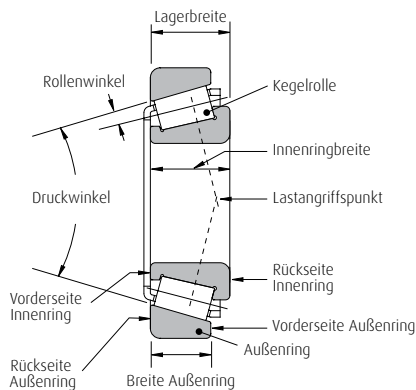 Lagerbreite
Rollenwinkel
Kegelrolle
Innenringbreite
Druckwinkel
Lastangriffspunkt
Rückseite
Innenring
Vorderseite
Innenring
Vorderseite Außenring
Außenring
Rückseite
Außenring
Breite Außenring